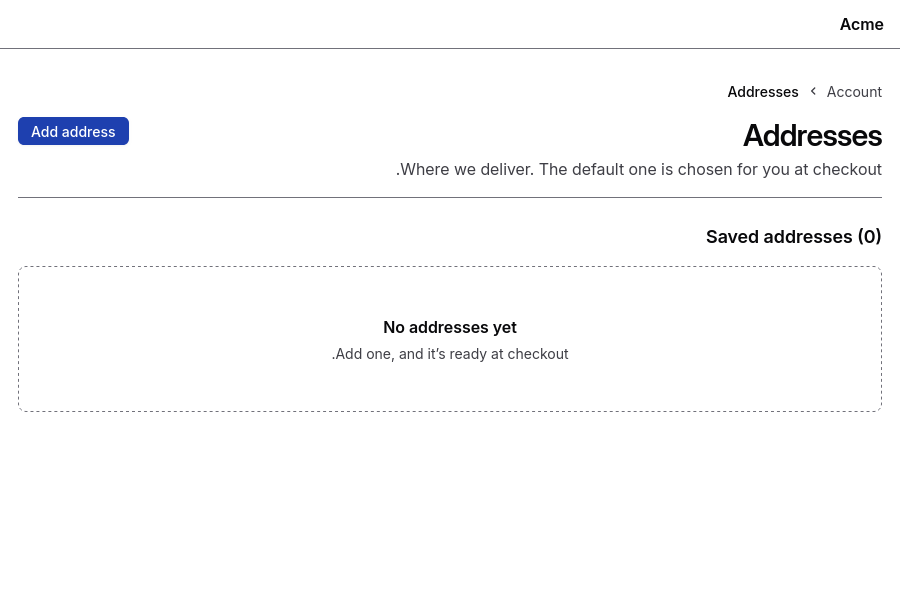 Acme
Addresses ‹ Account
Addresses
.Where we deliver. The default one is chosen for you at checkout
Add address
Saved addresses (0)
No addresses yet
.Add one, and it’s ready at checkout